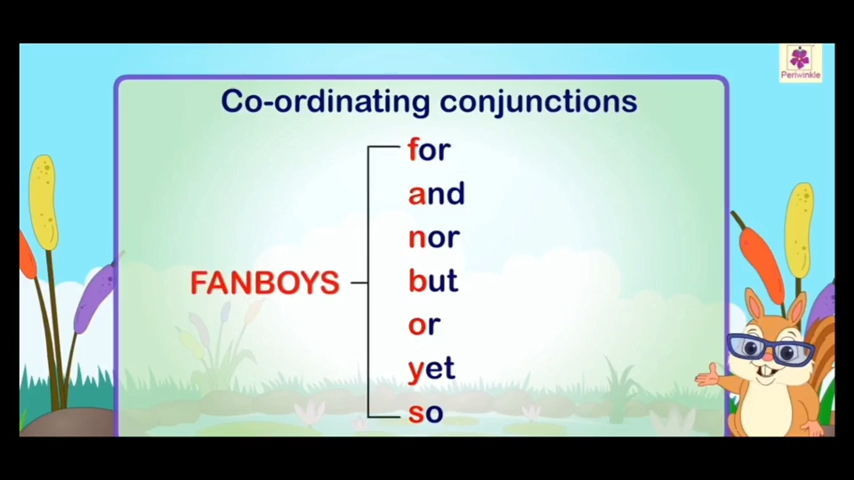 Periwinkle
Co-ordinating conjunctions
for
and
nor
FANBOYS
but
or
yet
so